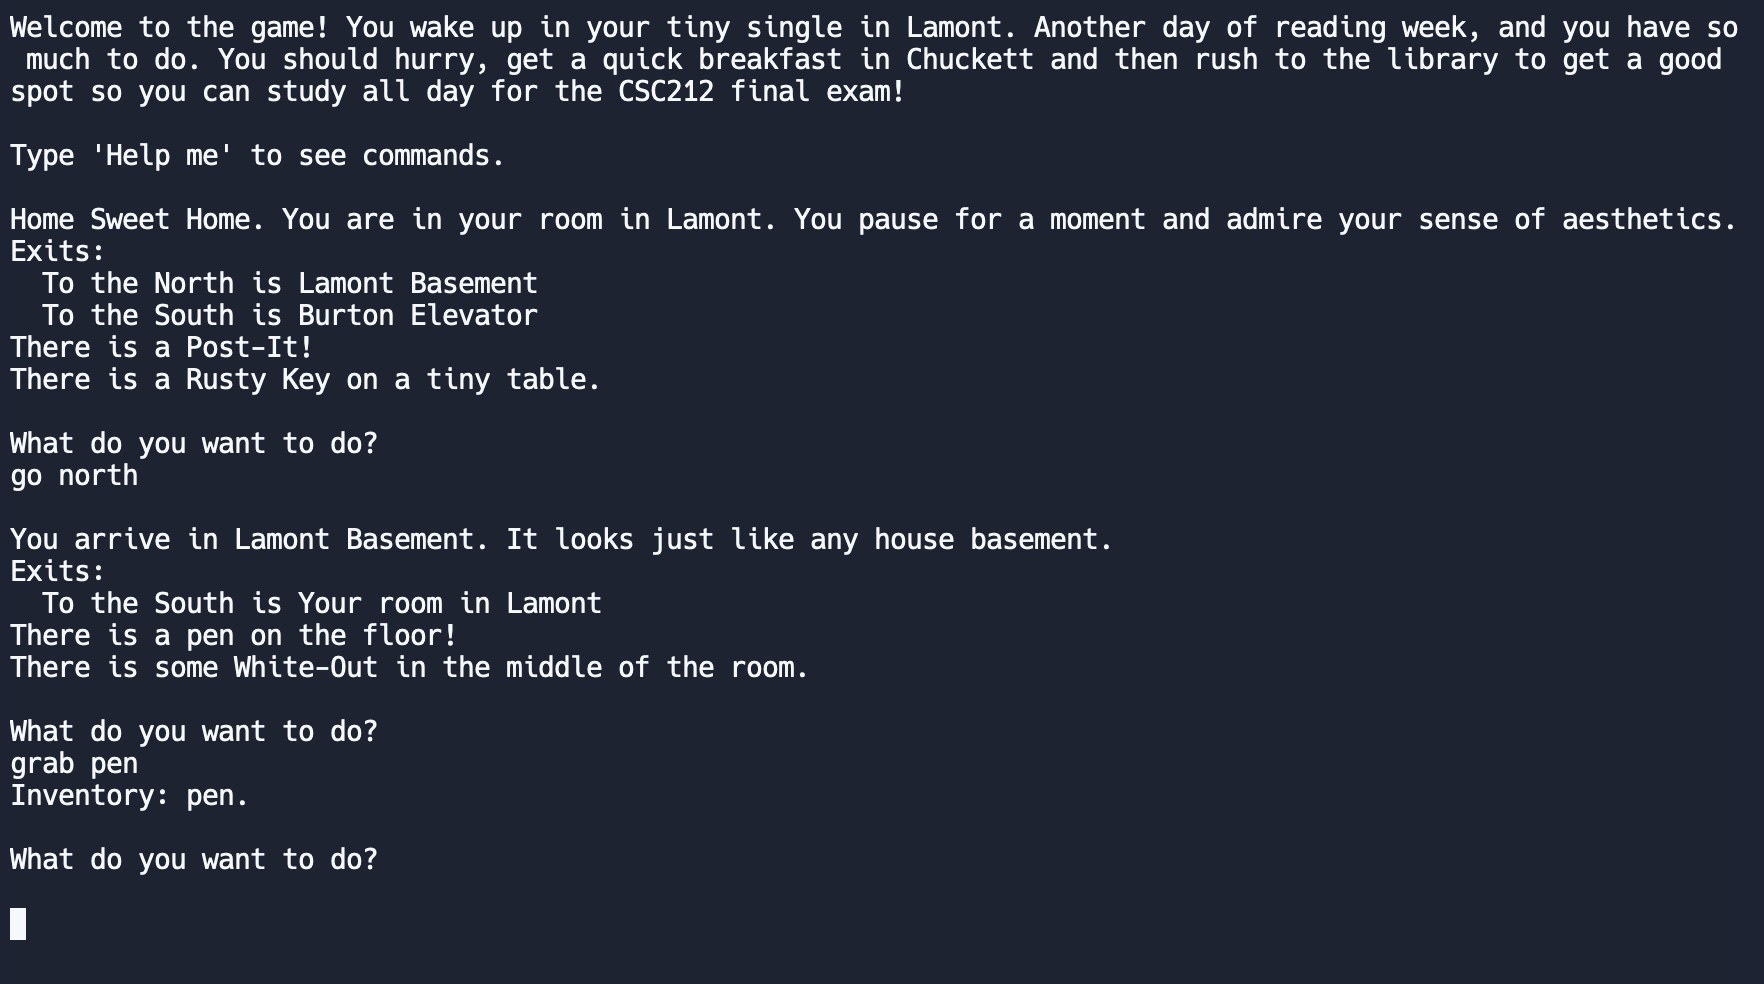 Welcome to the game! You wake up in your tiny single in Lamont. Another day of reading week, and you have so
much to do. You should hurry, get a quick breakfast in Chuckett and then rush to the library to get a good
spot so you can study all day for the CSC212 final exam!
Type 'Help me' to see commands.
Home Sweet Home. You are in your room in Lamont. You pause for a moment and admire your sense of aesthetics.
Exits:
To the North is Lamont Basement
To the South is Burton Elevator
There is a Post-It!
There is a Rusty Key on a tiny table.
What do you want to do?
go north
You arrive in Lamont Basement. It looks just like any house basement.
Exits:
To the South is Your room in Lamont
There is a pen on the floor!
There is some White-Out in the middle of the room.
What do you want to do?
grab pen
Inventory: pen.
What do you want to do?